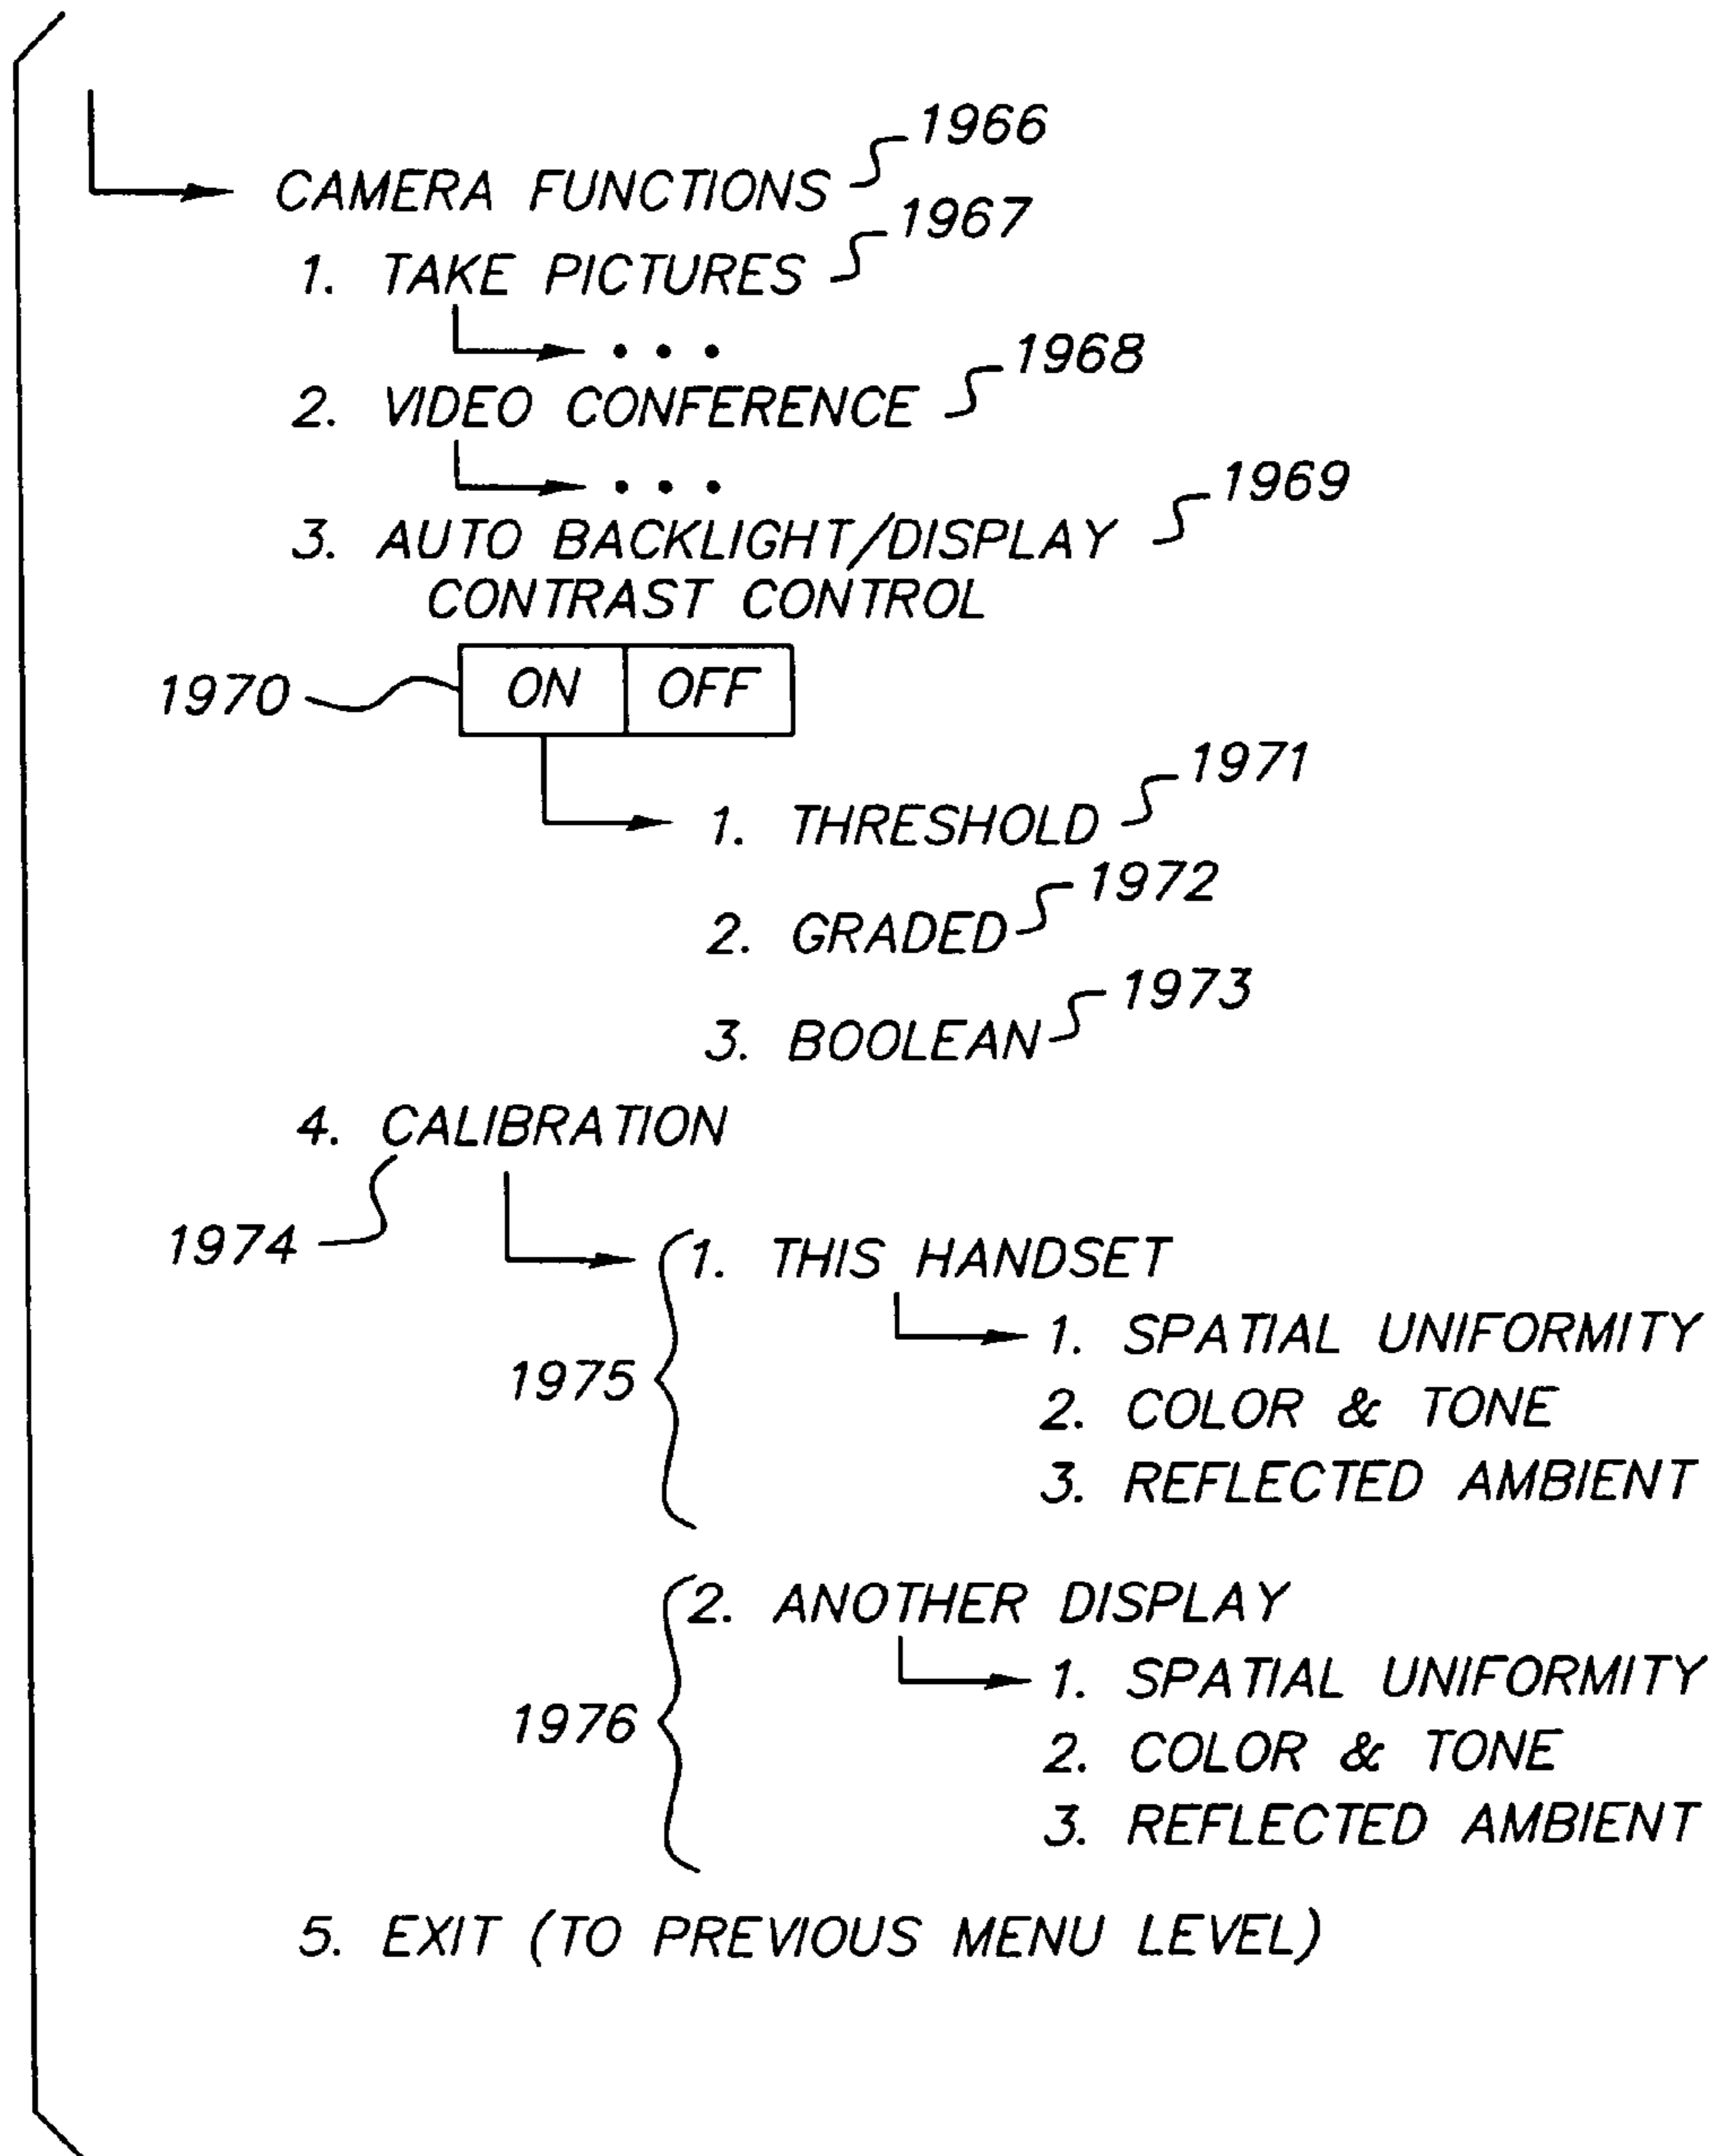 CAMERA FUNCTIONS 1966
1. TAKE PICTURES 1967
• • •
2. VIDEO CONFERENCE 1968
• • •
3. AUTO BACKLIGHT/DISPLAY 1969
CONTRAST CONTROL
1970 ON OFF
1. THRESHOLD 1971
2. GRADED 1972
3. BOOLEAN 1973
4. CALIBRATION
1974
1. THIS HANDSET
1. SPATIAL UNIFORMITY
1975
2. COLOR & TONE
3. REFLECTED AMBIENT
2. ANOTHER DISPLAY
1. SPATIAL UNIFORMITY
1976
2. COLOR & TONE
3. REFLECTED AMBIENT
5. EXIT (TO PREVIOUS MENU LEVEL)